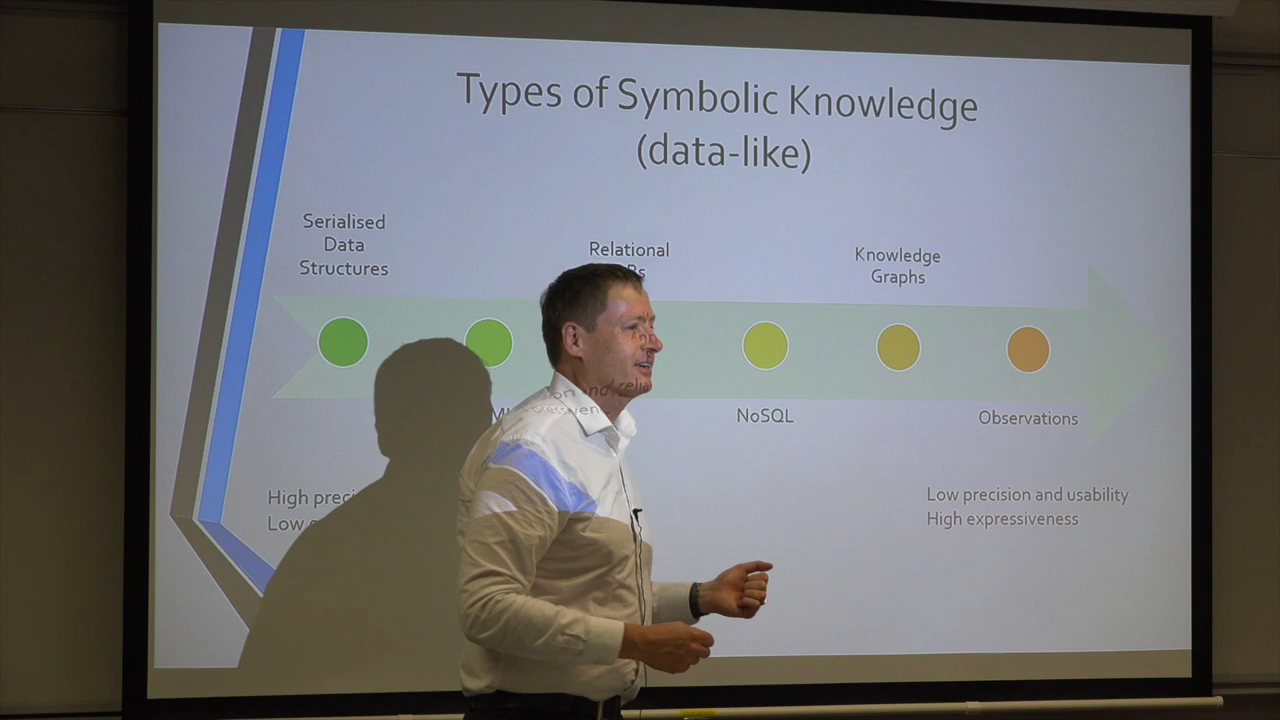 Types of Symbolic Knowledge
(data-like)
Serialised
Data
Structures
Relational
Knowledge
Graphs
NoSQL
Observations
High
Low
Low precision and usability
High expressiveness